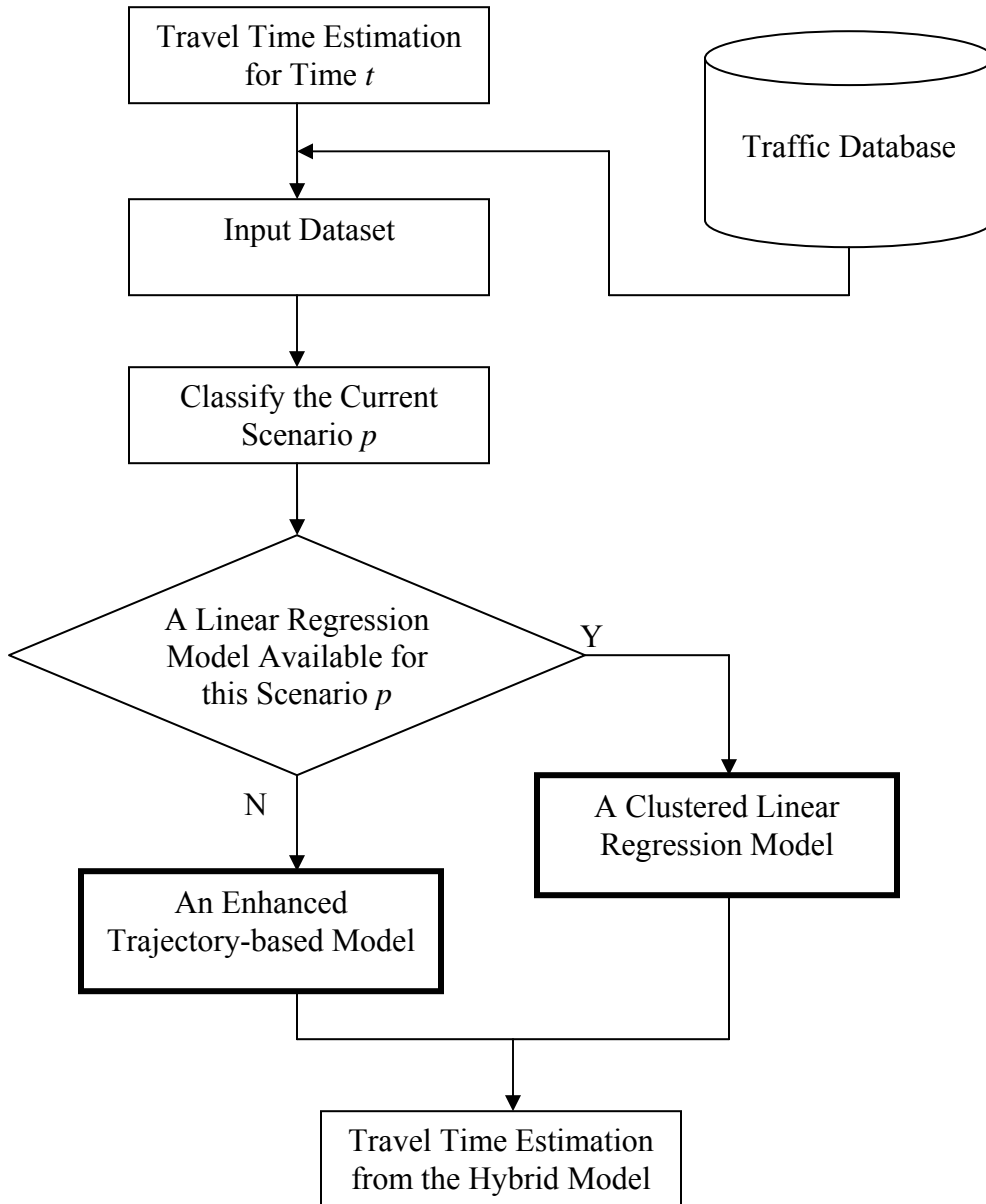 Travel Time Estimation
for Time t
Traffic Database
Input Dataset
Classify the Current
Scenario p
A Linear Regression
Model Available for
this Scenario p
Y
N
A Clustered Linear
Regression Model
An Enhanced
Trajectory-based Model
Travel Time Estimation
from the Hybrid Model